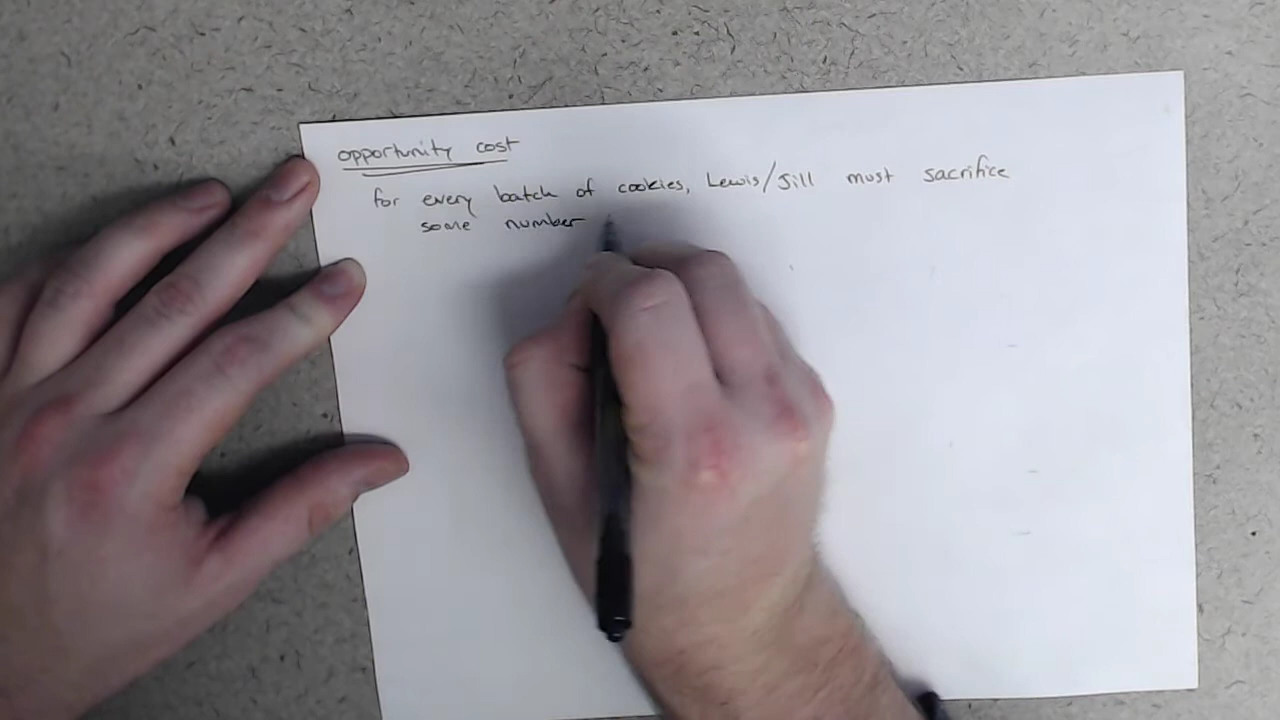 opportunity cost
for every batch of cookies, Lewis/Jill must sacrifice
some number